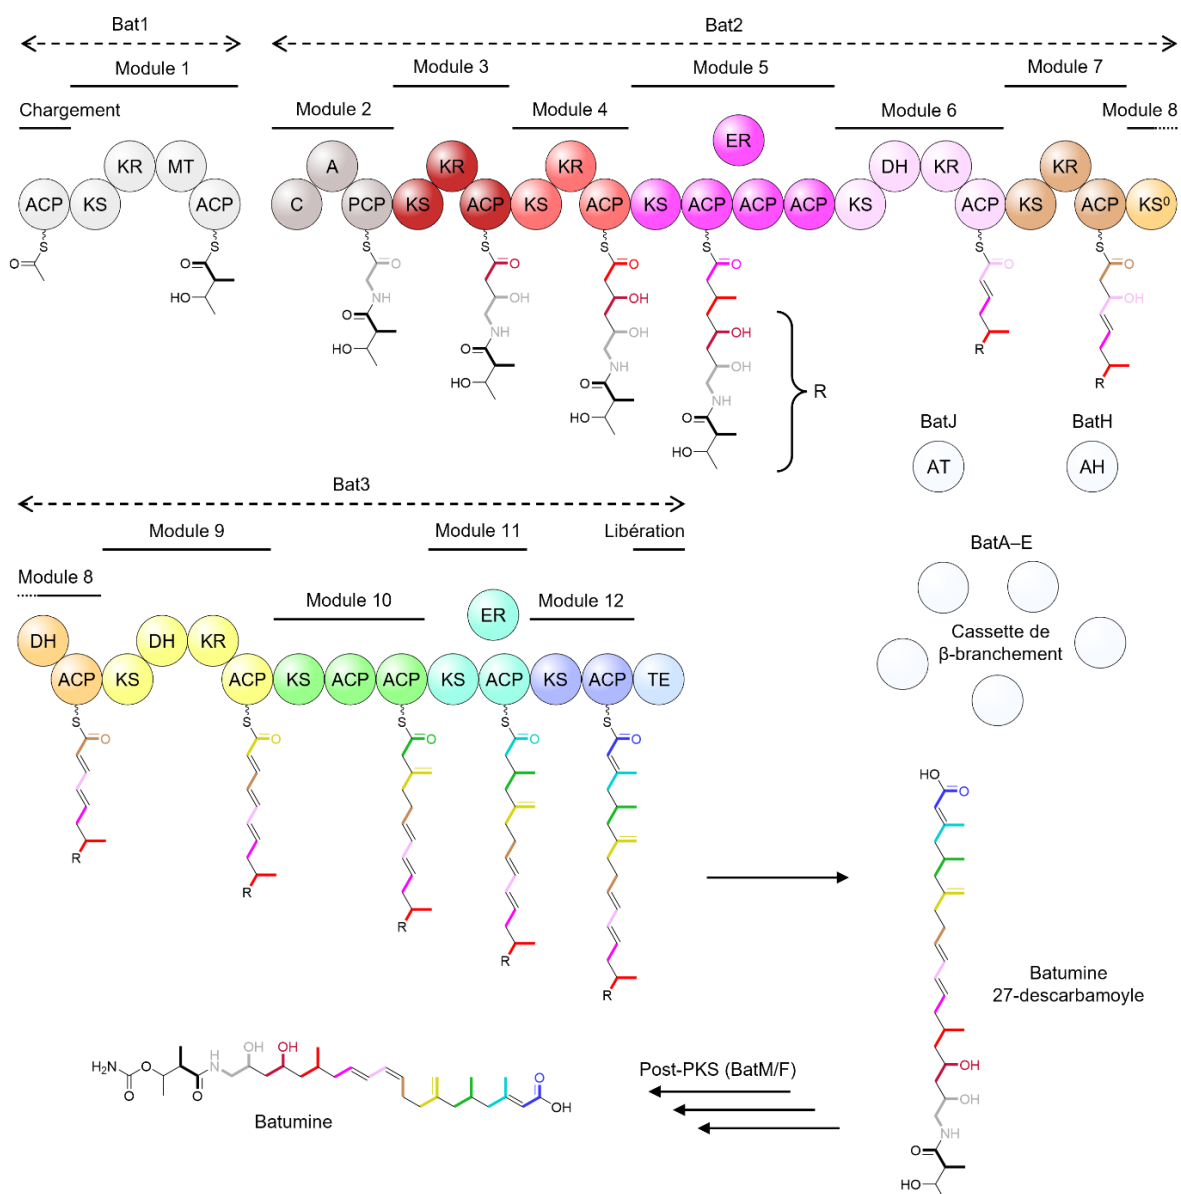 Bat1
Bat2
Module 1
Module 3
Module 5
Module 7
Chargement
Module 2
Module 4
Module 6
Module 8
ER
A
KR
MT
KR
KR
DH
KR
KR
ACP
KS
ACP
C
PCP
KS
ACP
KS
ACP
KS
ACP
ACP
ACP
KS
ACP
KS
ACP
KS⁰
S
S
S
S
S
S
S
S
O
O
O
O
O
O
O
O
HO
OH
OH
OH
NH
OH
OH
OH
O
NH
O
NH
R
HO
O
HO
O
NH
R
R
HO
O
HO
BatJ
BatH
AT
AH
Bat3
Module 9
Module 11
Libération
BatA–E
Module 8
Module 10
Module 12
ER
DH
DH
KR
Cassette de
β-branchement
ACP
KS
ACP
KS
ACP
ACP
KS
ACP
KS
ACP
TE
S
S
S
S
S
O
O
O
O
O
R
R
R
R
R
HO
O
Batumine
27-descarbamoyle
OH
OH
NH
O
HO
Post-PKS (BatM/F)
H₂N
O
O
O
H
N
OH
OH
O
OH
Batumine